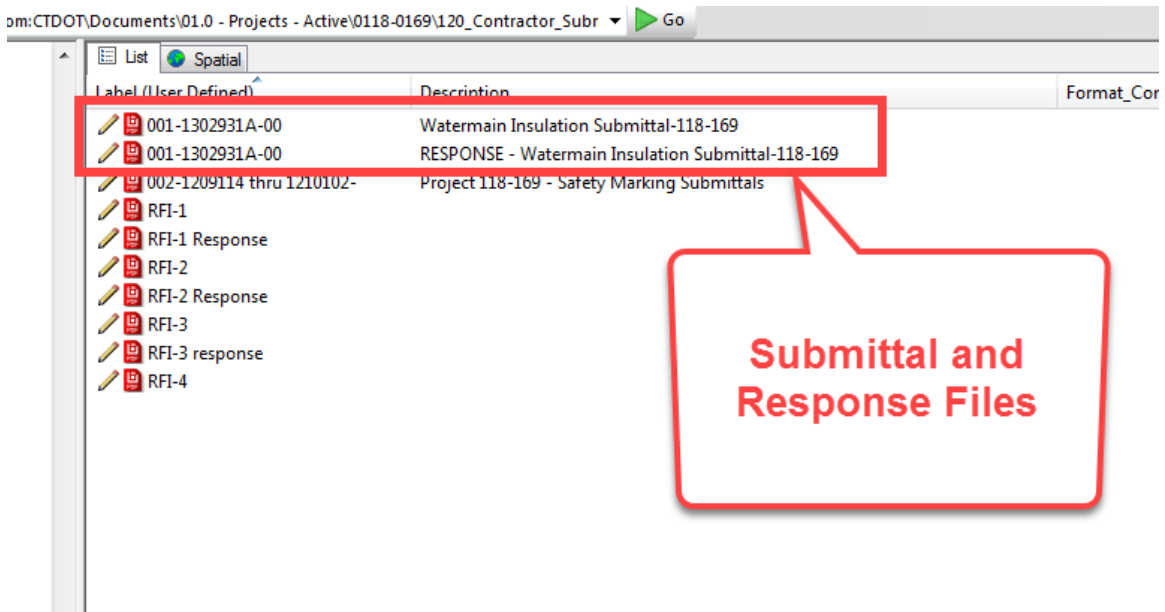 om:CTDOT\Documents\01.0 - Projects - Active\0118-0169\120_Contractor_Subr Go
List Spatial
Label (User Defined) Description Format_Cor
001-1302931A-00 Watermain Insulation Submittal-118-169
001-1302931A-00 RESPONSE - Watermain Insulation Submittal-118-169
002-1209114 thru 1210102- Project 118-169 - Safety Marking Submittals
RFI-1
RFI-1 Response
RFI-2
RFI-2 Response
RFI-3
RFI-3 response
RFI-4
Submittal and
Response Files